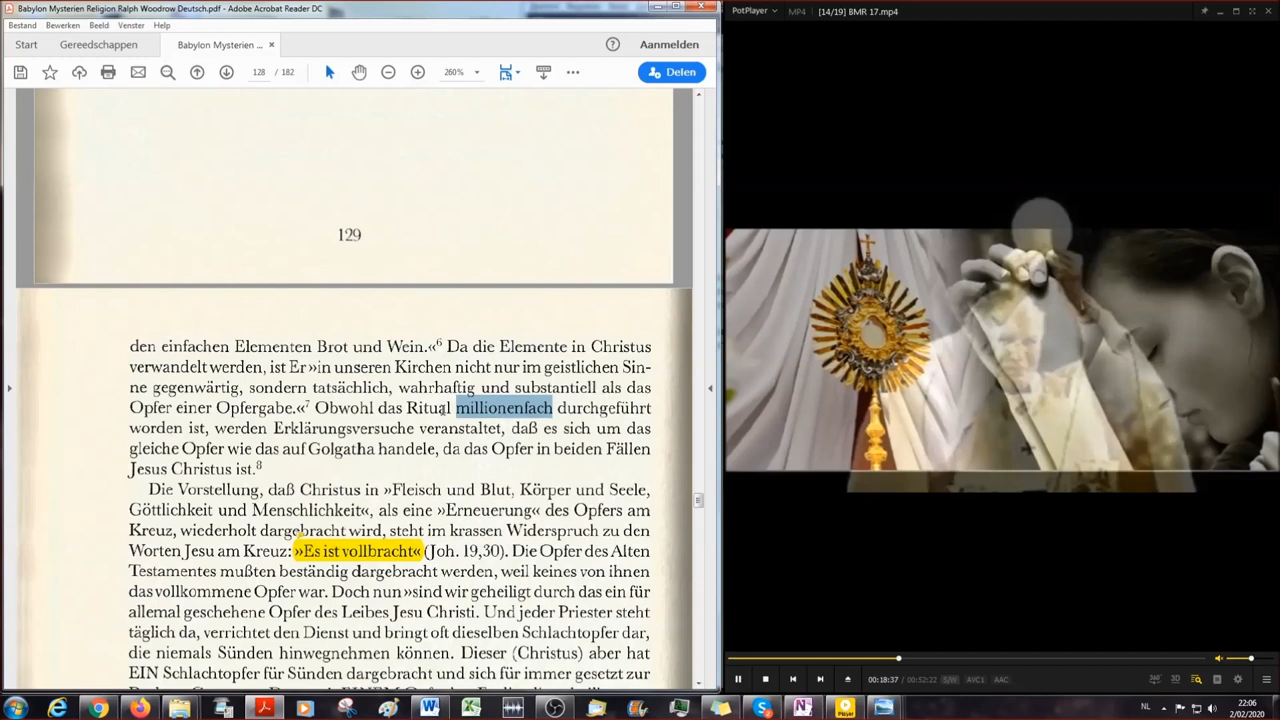 Babylon Mysterien Religion Ralph Woodrow Deutsch.pdf - Adobe Acrobat Reader DC
Bestand Bewerken Beeld Venster Help
Start Gereedschappen Babylon Mysterien ... × Aanmelden
128 / 182 260% Delen
129
den einfachen Elementen Brot und Wein.«6 Da die Elemente in Christus
verwandelt werden, ist Er »in unseren Kirchen nicht nur im geistlichen Sin-
ne gegenwärtig, sondern tatsächlich, wahrhaftig und substantiell als das
Opfer einer Opfergabe.«7 Obwohl das Ritual millionenfach durchgeführt
worden ist, werden Erklärungsversuche veranstaltet, daß es sich um das
gleiche Opfer wie das auf Golgatha handele, da das Opfer in beiden Fällen
Jesus Christus ist.8
Die Vorstellung, daß Christus in »Fleisch und Blut, Körper und Seele,
Göttlichkeit und Menschlichkeit«, als eine »Erneuerung« des Opfers am
Kreuz, wiederholt dargebracht wird, steht im krassen Widerspruch zu den
Worten Jesu am Kreuz: »Es ist vollbracht« (Joh. 19,30). Die Opfer des Alten
Testamentes mußten beständig dargebracht werden, weil keines von ihnen
das vollkommene Opfer war. Doch nun »sind wir geheiligt durch das ein für
allemal geschehene Opfer des Leibes Jesu Christi. Und jeder Priester steht
täglich da, verrichtet den Dienst und bringt oft dieselben Schlachtopfer dar,
die niemals Sünden hinwegnehmen können. Dieser (Christus) aber hat
EIN Schlachtopfer für Sünden dargebracht und sich für immer gesetzt zur
PotPlayer MP4 [14/19] BMR 17.mp4
00:18:37 / 00:52:22 S/W AVC1 AAC
360° 3D
NL 22:06
2/02/2020